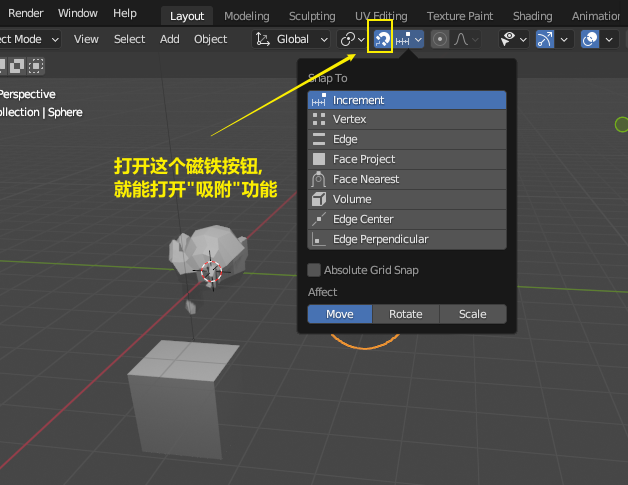 Render Window Help Layout Modeling Sculpting UV Editing Texture Paint Shading Animation
ect Mode View Select Add Object Global
Perspective
ollection | Sphere
Snap To
Increment
Vertex
Edge
Face Project
Face Nearest
Volume
Edge Center
Edge Perpendicular
Absolute Grid Snap
Affect
Move Rotate Scale
打开这个磁铁按钮,
就能打开"吸附"功能